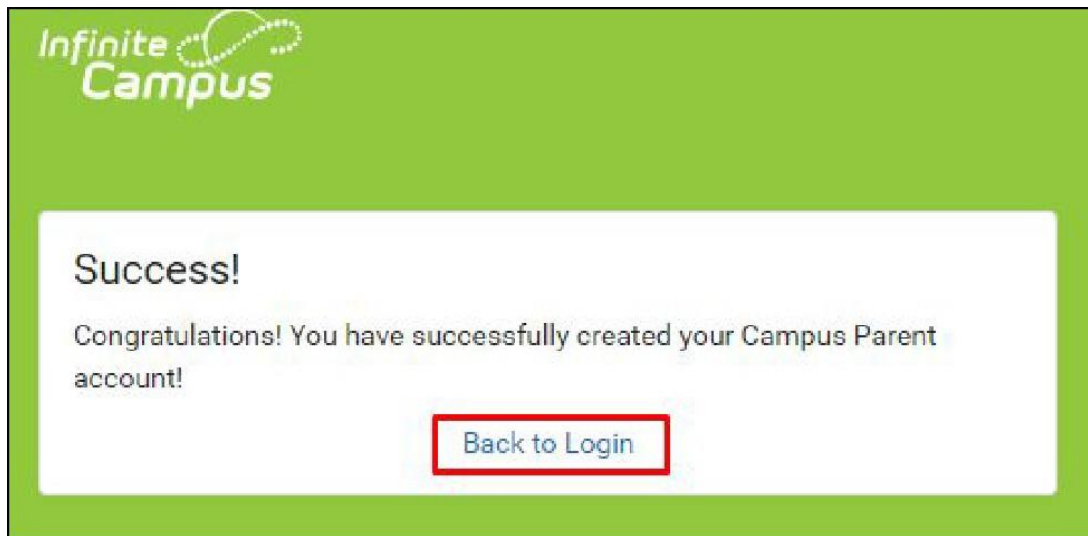 Infinite
Campus
Success!
Congratulations! You have successfully created your Campus Parent
account!
Back to Login